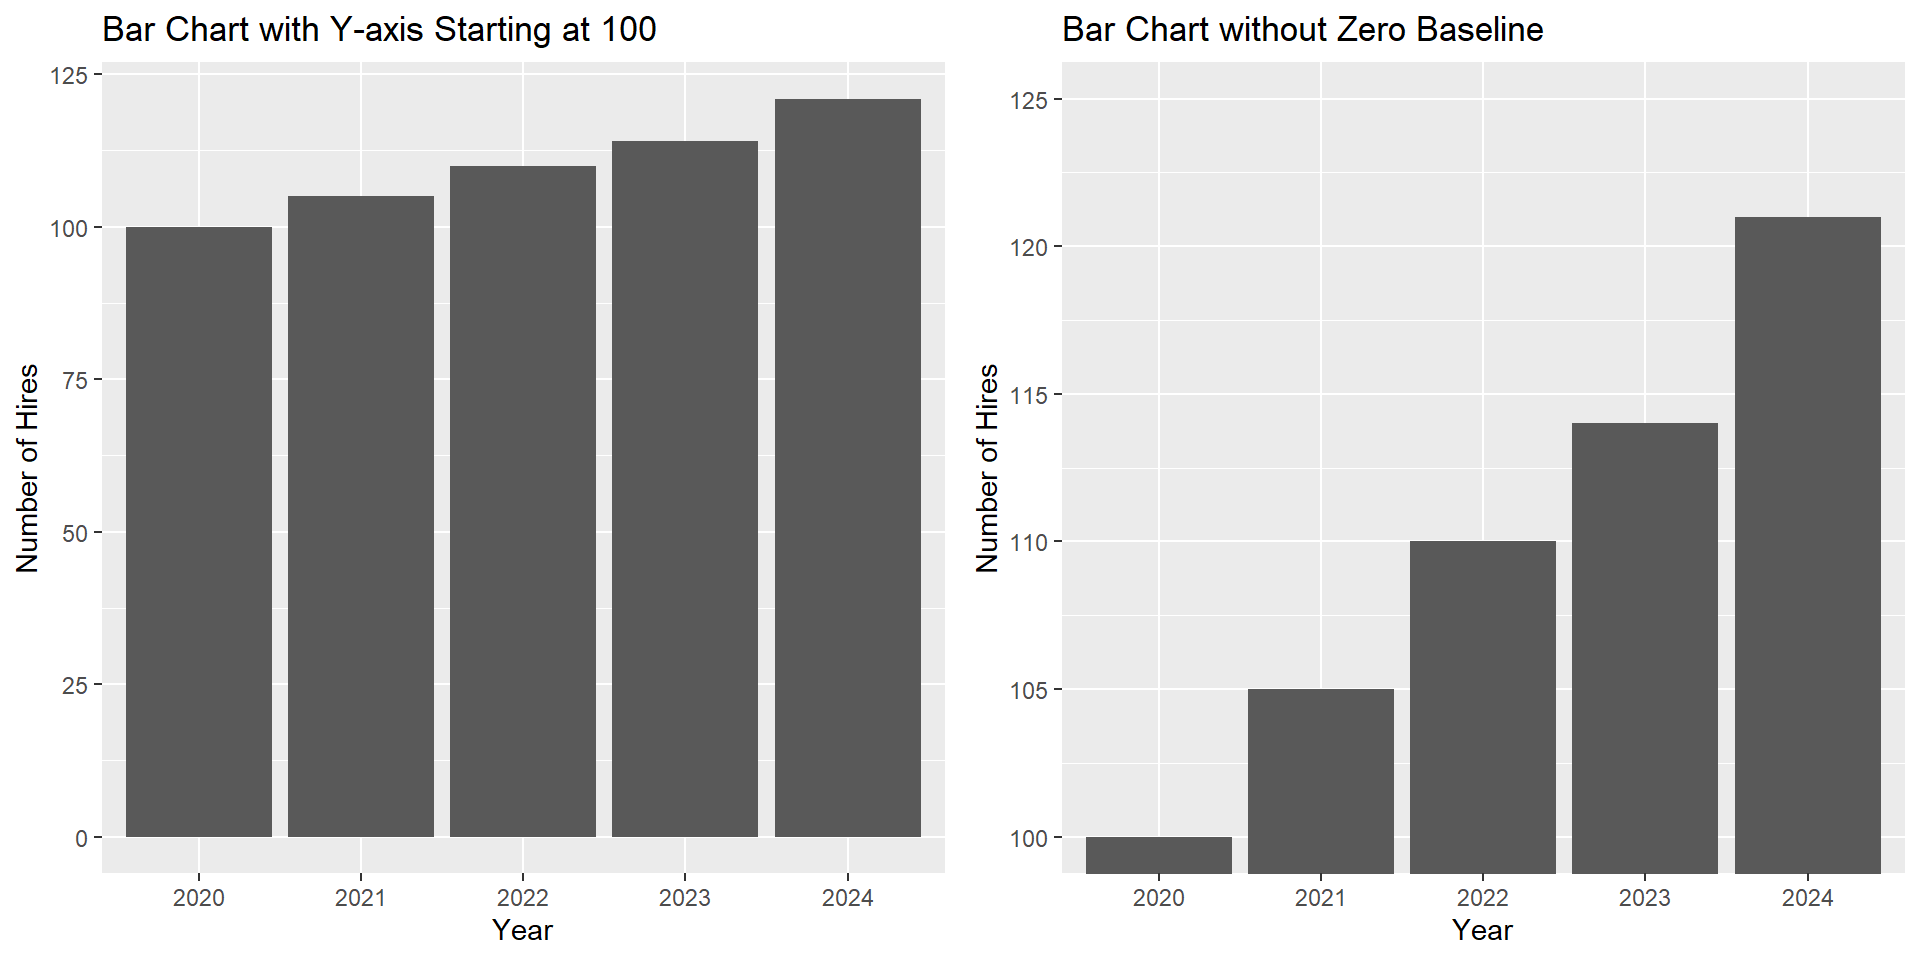 Bar Chart with Y-axis Starting at 100
125
100
75
50
25
0
Number of Hires
2020 2021 2022 2023 2024
Year
Bar Chart without Zero Baseline
125
120
115
110
105
100
Number of Hires
2020 2021 2022 2023 2024
Year